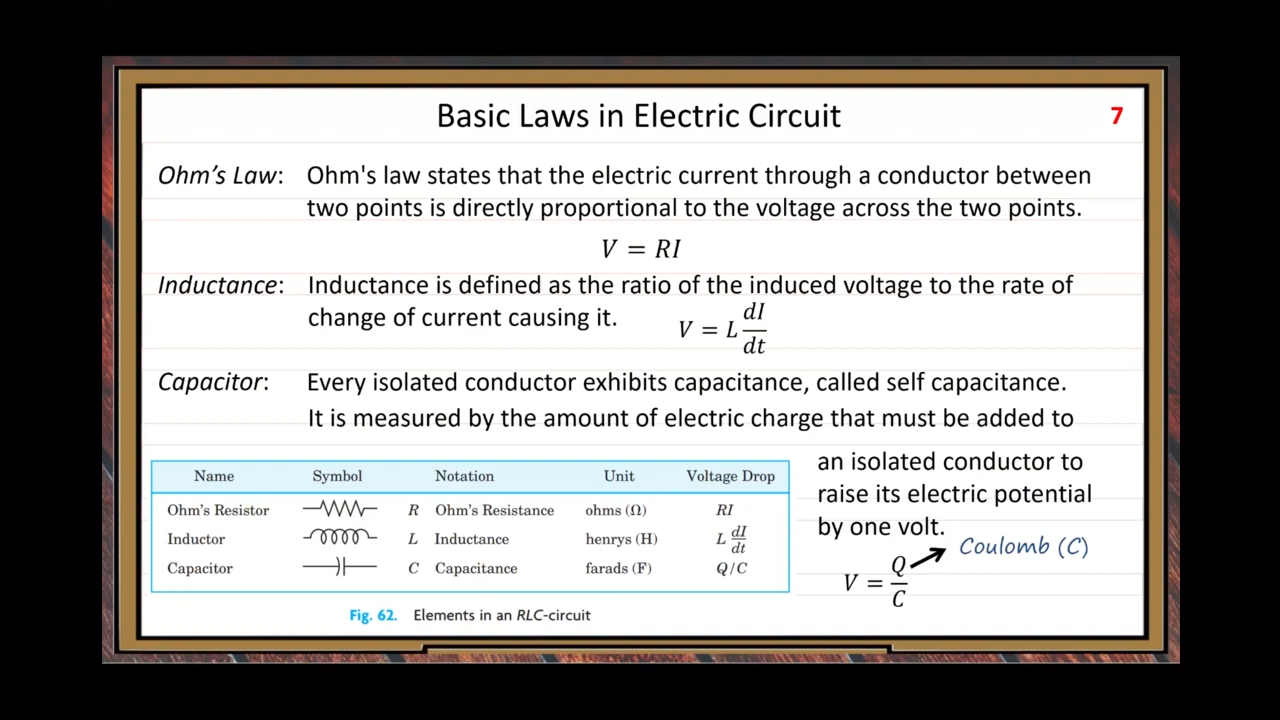 Basic Laws in Electric Circuit
7
Ohm's Law: Ohm's law states that the electric current through a conductor between
two points is directly proportional to the voltage across the two points.
V = RI
Inductance: Inductance is defined as the ratio of the induced voltage to the rate of
change of current causing it. V = L dI/dt
Capacitor: Every isolated conductor exhibits capacitance, called self capacitance.
It is measured by the amount of electric charge that must be added to
an isolated conductor to
raise its electric potential
by one volt.
Coulomb (C)
V = Q/C
Name Symbol Notation Unit Voltage Drop
Ohm's Resistor R Ohm's Resistance ohms (Ω) RI
Inductor L Inductance henrys (H) L dI/dt
Capacitor C Capacitance farads (F) Q/C
Fig. 62. Elements in an RLC-circuit